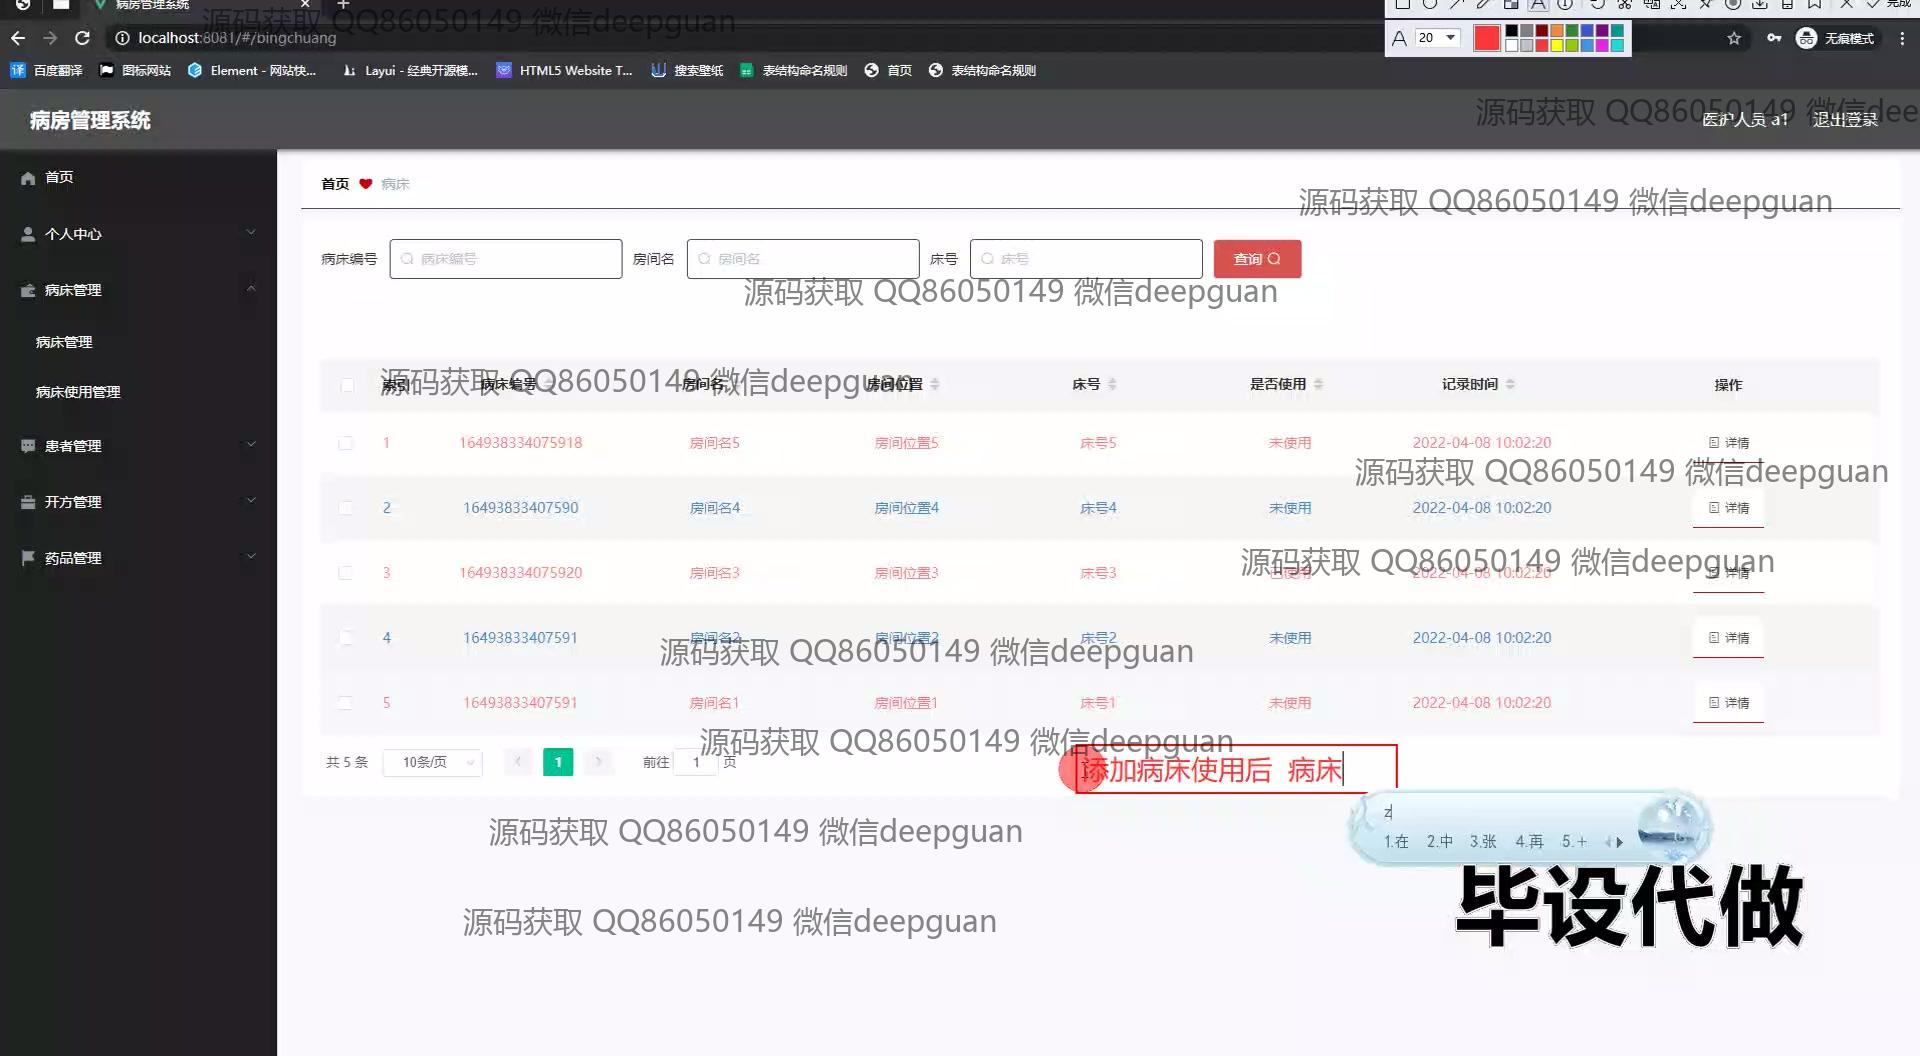 病房管理系统
完成
A 20
localhost:8081/#/bingchuang
无痕模式
百度翻译 图标网站 Element - 网站快... Layui - 经典开源模... HTML5 Website T... 搜索壁纸 表结构命名规则 首页 表结构命名规则
源码获取 QQ86050149 微信deepguan
病房管理系统
医护人员 a1 退出登录
源码获取 QQ86050149 微信dee
首页
个人中心
病床管理
病床管理
病床使用管理
患者管理
开方管理
药品管理
首页 病床
源码获取 QQ86050149 微信deepguan
病床编号 病床编号 房间名 房间名 床号 床号 查询
源码获取 QQ86050149 微信deepguan
索引 病床编号 房间名 房间位置 床号 是否使用 记录时间 操作
源码获取 QQ86050149 微信deepguan
1 164938334075918 房间名5 房间位置5 床号5 未使用 2022-04-08 10:02:20 详情
源码获取 QQ86050149 微信deepguan
2 16493833407590 房间名4 房间位置4 床号4 未使用 2022-04-08 10:02:20 详情
源码获取 QQ86050149 微信deepguan
3 164938334075920 房间名3 房间位置3 床号3 已使用 2022-04-08 10:02:20 详情
4 16493833407591 房间名2 房间位置2 床号2 未使用 2022-04-08 10:02:20 详情
源码获取 QQ86050149 微信deepguan
5 16493833407591 房间名1 房间位置1 床号1 未使用 2022-04-08 10:02:20 详情
源码获取 QQ86050149 微信deepguan
共 5 条 10条/页 1 前往 1 页
添加病床使用后 病床
z
1.在 2.中 3.张 4.再 5.+
源码获取 QQ86050149 微信deepguan
毕设代做
源码获取 QQ86050149 微信deepguan